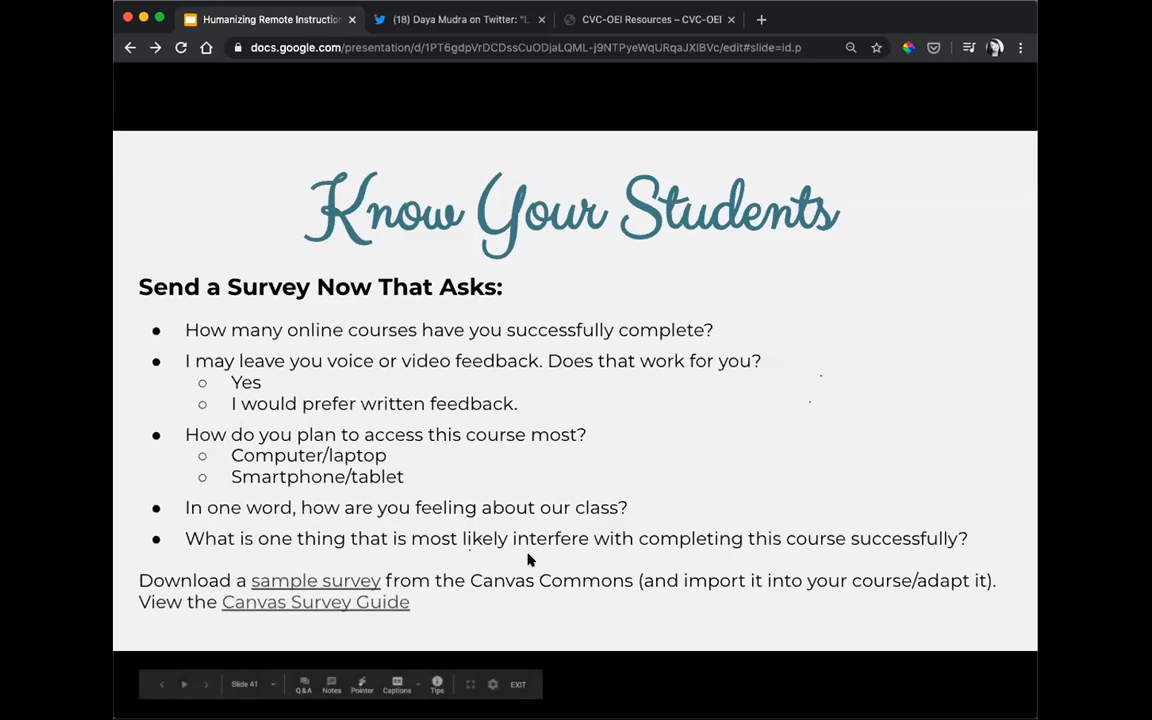 Humanizing Remote Instruction
(18) Daya Mudra on Twitter: "L
CVC-OEI Resources – CVC-OEI
docs.google.com/presentation/d/1PT6gdpVrDCDssCuODjaLQML-j9NTPyeWqURqaJXlBVc/edit#slide=id.p
Know Your Students
Send a Survey Now That Asks:
● How many online courses have you successfully complete?
● I may leave you voice or video feedback. Does that work for you?
○ Yes
○ I would prefer written feedback.
● How do you plan to access this course most?
○ Computer/laptop
○ Smartphone/tablet
● In one word, how are you feeling about our class?
● What is one thing that is most likely interfere with completing this course successfully?
Download a sample survey from the Canvas Commons (and import it into your course/adapt it).
View the Canvas Survey Guide
Slide 41
Q&A
Notes
Pointer
Captions
Tips
EXIT